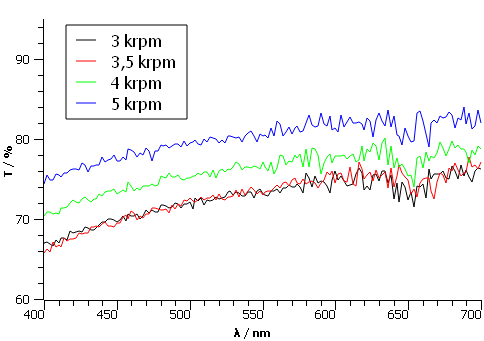 3 krpm
3,5 krpm
4 krpm
5 krpm
90
80
70
60
T / %
400 450 500 550 600 650 700
λ / nm